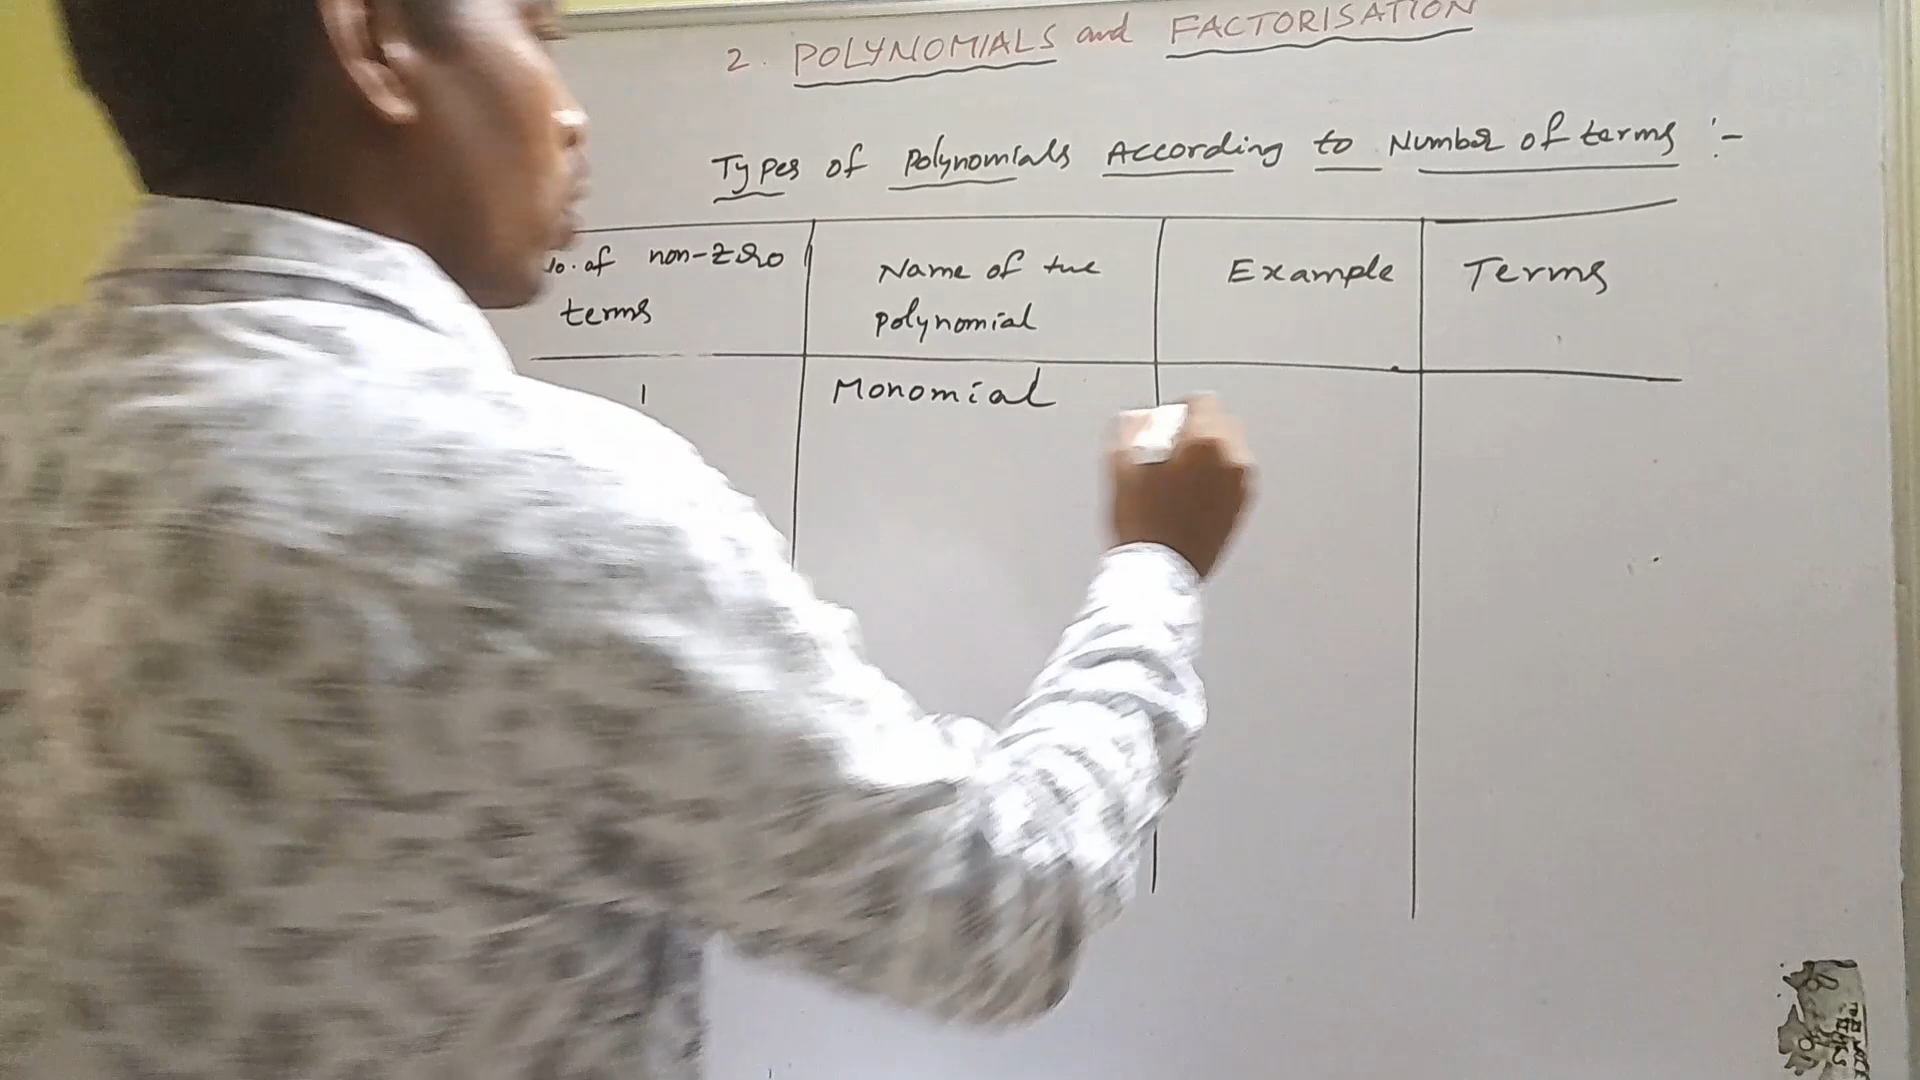 2. POLYNOMIALS and FACTORISATION
Types of Polynomials According to Number of terms :-
No. of non-zero terms
Name of the polynomial
Example
Terms
1
Monomial